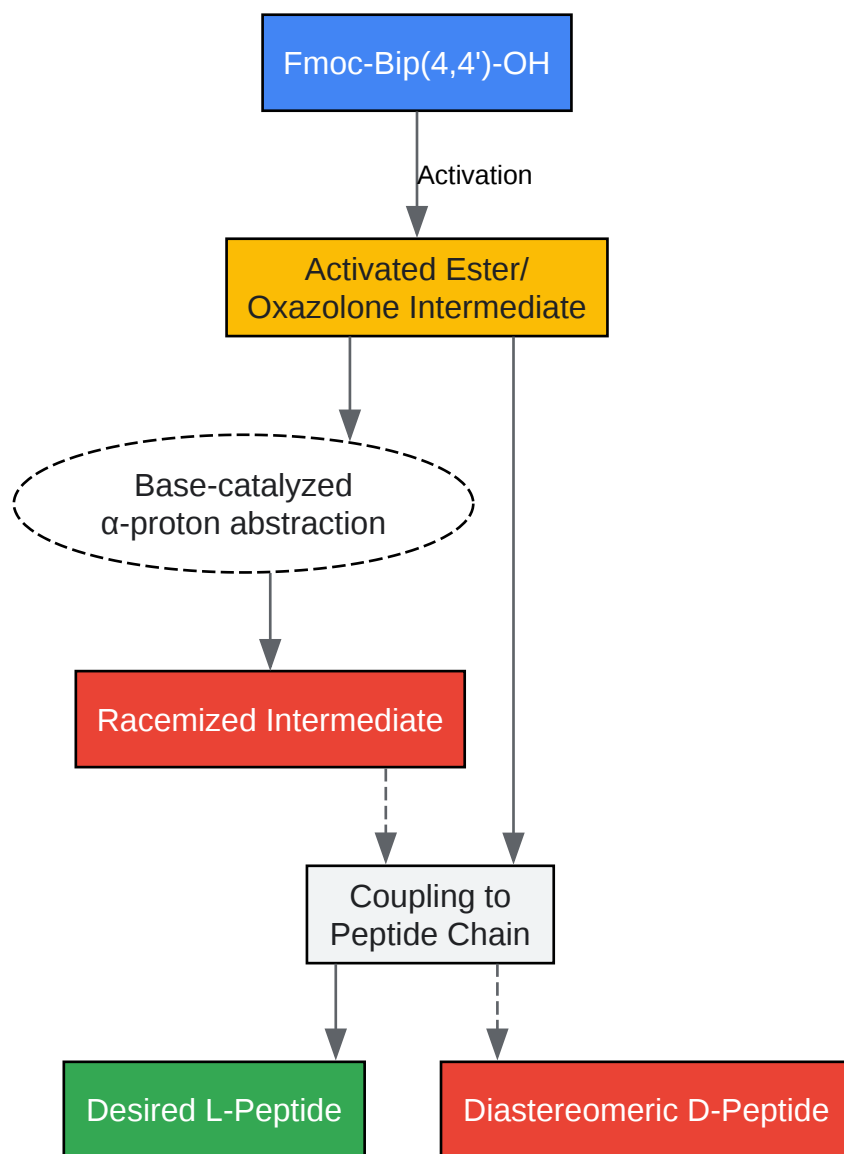 Fmoc-Bip(4,4')-OH
Activation
Activated Ester/
Oxazolone Intermediate
Base-catalyzed
α-proton abstraction
Racemized Intermediate
Coupling to
Peptide Chain
Desired L-Peptide
Diastereomeric D-Peptide